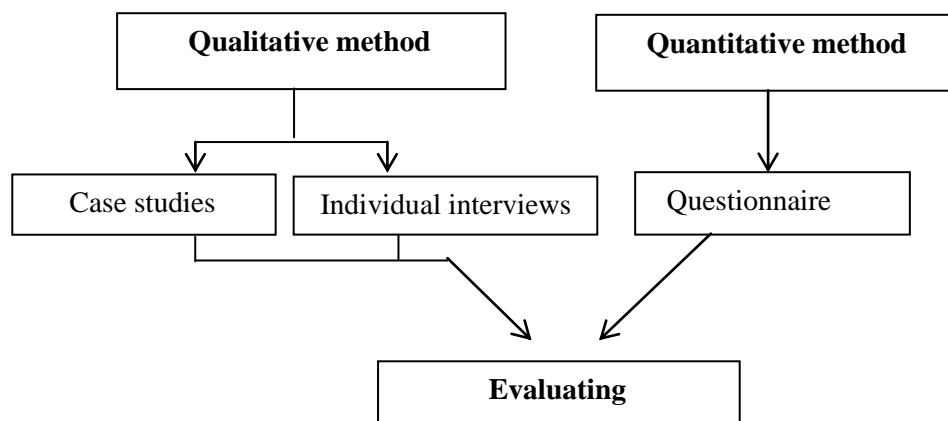 Qualitative method
Quantitative method
Case studies
Individual interviews
Questionnaire
Evaluating